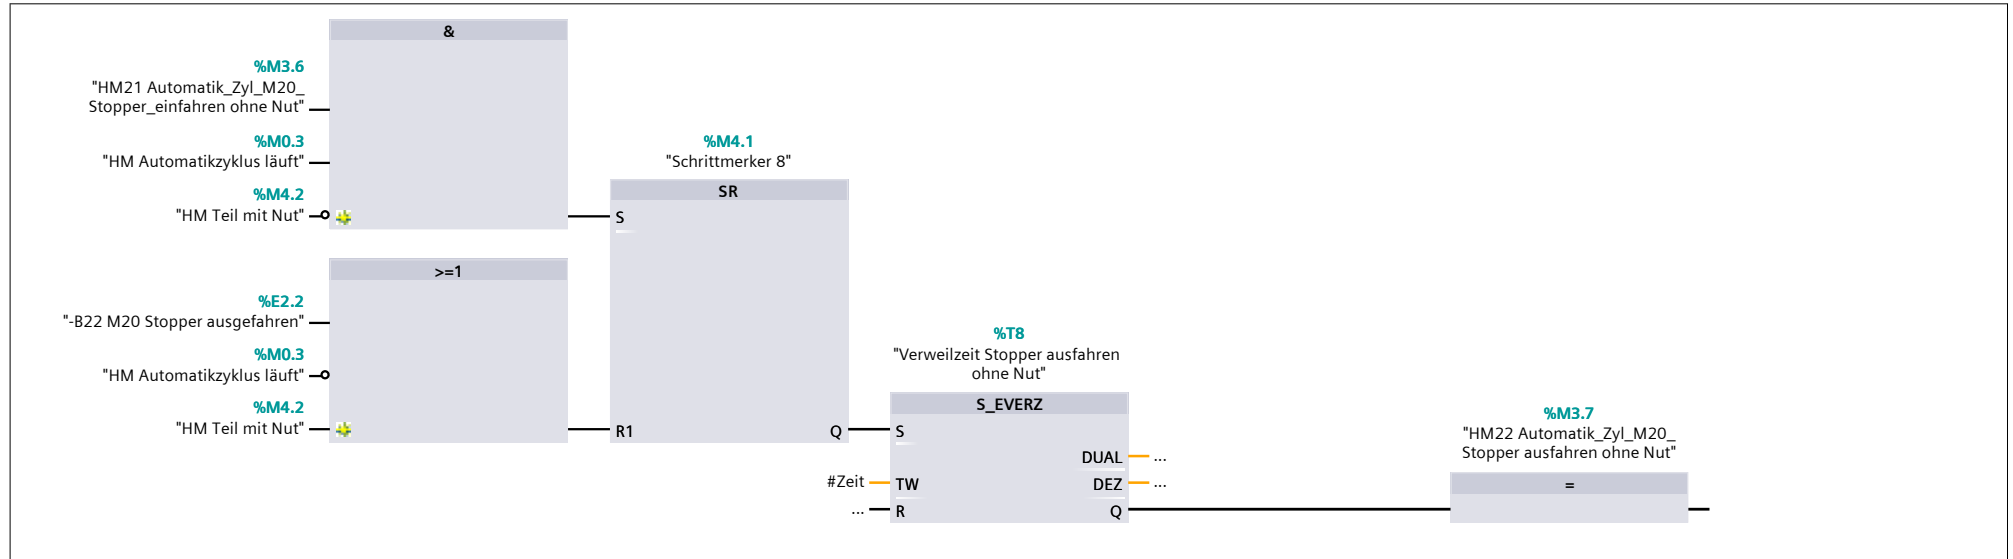 &
%M3.6
"HM21 Automatik_Zyl_M20_
Stopper_einfahren ohne Nut"
%M0.3
"HM Automatikzyklus läuft"
%M4.2
"HM Teil mit Nut"
>=1
%E2.2
"-B22 M20 Stopper ausgefahren"
%M0.3
"HM Automatikzyklus läuft"
%M4.2
"HM Teil mit Nut"
%M4.1
"Schrittmerker 8"
SR
S
R1
Q
%T8
"Verweilzeit Stopper ausfahren
ohne Nut"
S_EVERZ
S
DUAL
...
#Zeit
TW
DEZ
...
...
R
Q
%M3.7
"HM22 Automatik_Zyl_M20_
Stopper ausfahren ohne Nut"
=